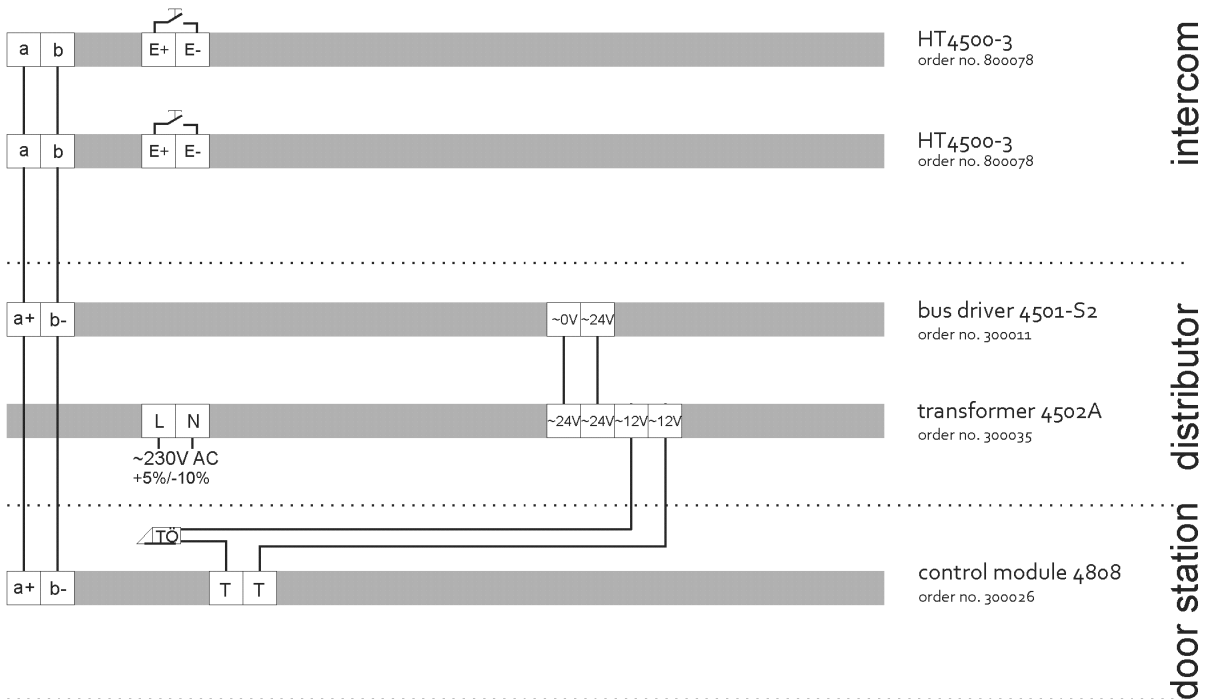 a b E+ E- HT4500-3
order no. 800078
a b E+ E- HT4500-3
order no. 800078
intercom
a+ b- ~0V ~24V bus driver 4501-S2
order no. 300011
L N ~24V ~24V ~12V ~12V transformer 4502A
order no. 300035
~230V AC
+5%/-10%
distributor
TÖ
a+ b- T T control module 4808
order no. 300026
door station